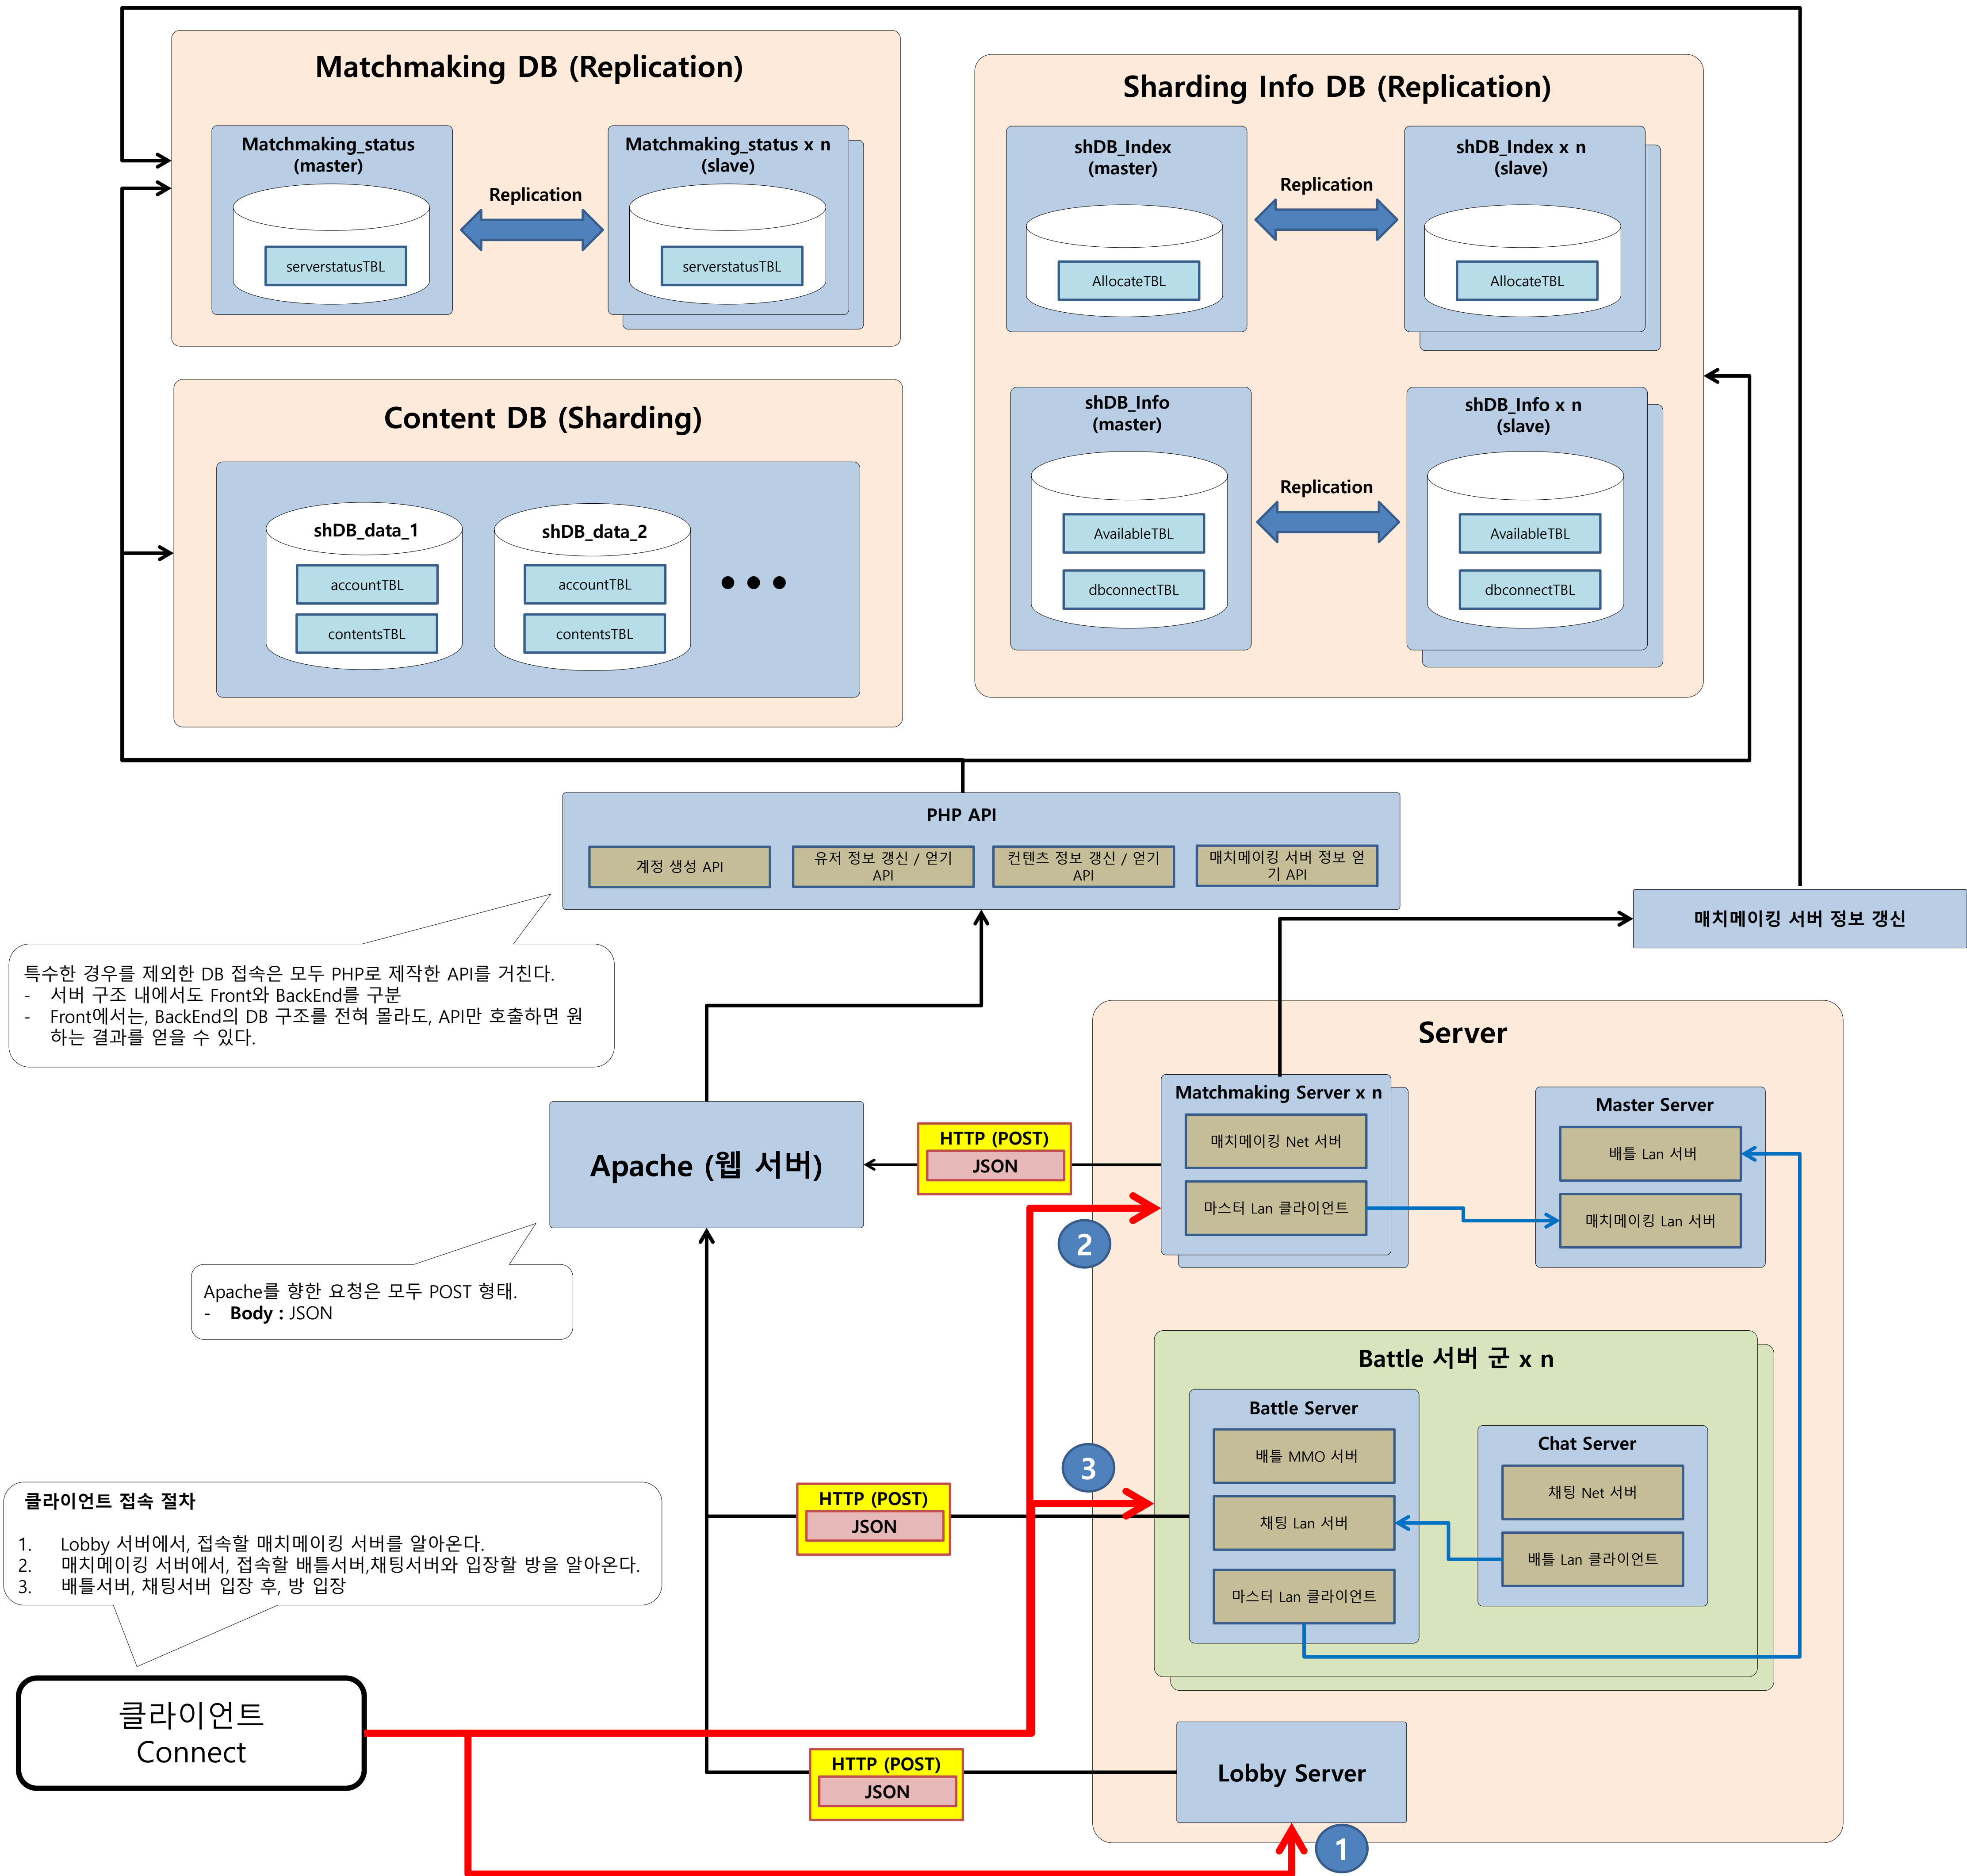 Matchmaking DB (Replication)
Matchmaking_status
(master)
serverstatusTBL
Replication
Matchmaking_status x n
(slave)
serverstatusTBL
Sharding Info DB (Replication)
shDB_Index
(master)
AllocateTBL
Replication
shDB_Index x n
(slave)
AllocateTBL
shDB_Info
(master)
AvailableTBL
dbconnectTBL
Replication
shDB_Info x n
(slave)
AvailableTBL
dbconnectTBL
Content DB (Sharding)
shDB_data_1
accountTBL
contentsTBL
shDB_data_2
accountTBL
contentsTBL
● ● ●
PHP API
계정 생성 API
유저 정보 갱신 / 얻기
API
컨텐츠 정보 갱신 / 얻기
API
매치메이킹 서버 정보 얻
기 API
매치메이킹 서버 정보 갱신
특수한 경우를 제외한 DB 접속은 모두 PHP로 제작한 API를 거친다.
- 서버 구조 내에서도 Front와 BackEnd를 구분
- Front에서는, BackEnd의 DB 구조를 전혀 몰라도, API만 호출하면 원
하는 결과를 얻을 수 있다.
Apache (웹 서버)
HTTP (POST)
JSON
Apache를 향한 요청은 모두 POST 형태.
- Body : JSON
Server
Matchmaking Server x n
매치메이킹 Net 서버
마스터 Lan 클라이언트
Master Server
배틀 Lan 서버
매치메이킹 Lan 서버
2
Battle 서버 군 x n
Battle Server
배틀 MMO 서버
채팅 Lan 서버
마스터 Lan 클라이언트
Chat Server
채팅 Net 서버
배틀 Lan 클라이언트
3
HTTP (POST)
JSON
클라이언트 접속 절차
1. Lobby 서버에서, 접속할 매치메이킹 서버를 알아온다.
2. 매치메이킹 서버에서, 접속할 배틀서버,채팅서버와 입장할 방을 알아온다.
3. 배틀서버, 채팅서버 입장 후, 방 입장
클라이언트
Connect
HTTP (POST)
JSON
Lobby Server
1